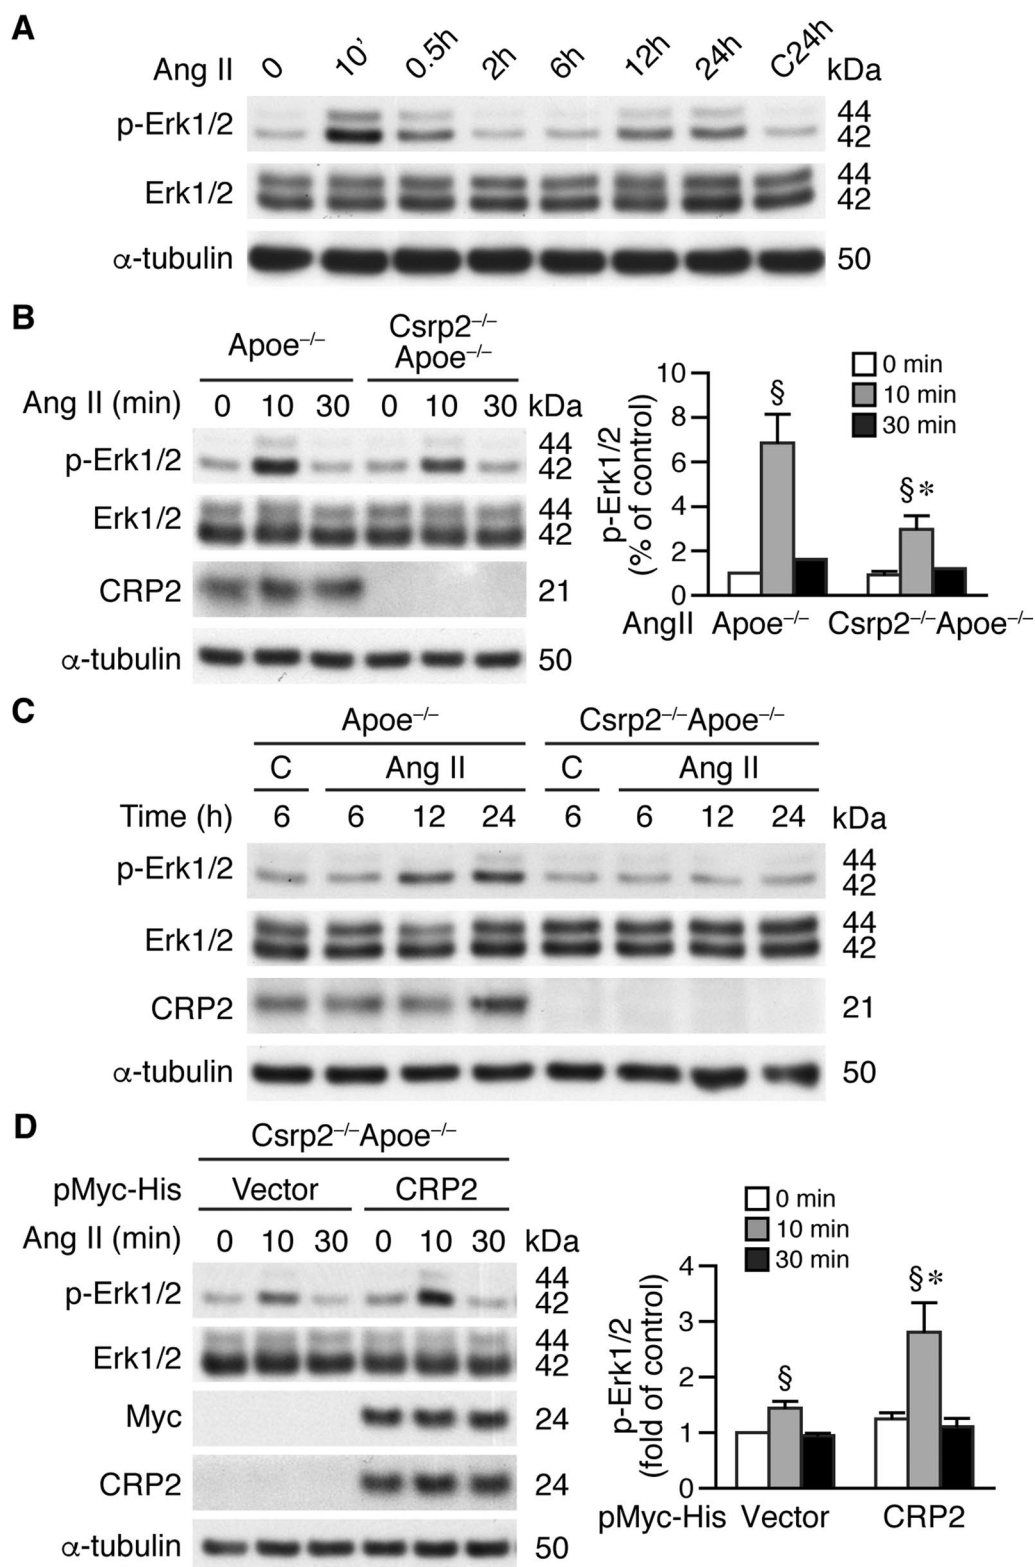 A
Ang II 0 10’ 0.5h 2h 6h 12h 24h C24h kDa
p-Erk1/2 44
42
Erk1/2 44
42
α-tubulin 50
B
Apoe–/– Csrp2–/–
Apoe–/–
Ang II (min) 0 10 30 0 10 30 kDa
p-Erk1/2 44
42
Erk1/2 44
42
CRP2 21
α-tubulin 50
0 min
10 min
30 min
p-Erk1/2
(% of control)
10
8
6
4
2
0
§
§*
AngII Apoe–/– Csrp2–/–Apoe–/–
C
Apoe–/– Csrp2–/–Apoe–/–
C Ang II C Ang II
Time (h) 6 6 12 24 6 6 12 24 kDa
p-Erk1/2 44
42
Erk1/2 44
42
CRP2 21
α-tubulin 50
D
Csrp2–/–Apoe–/–
pMyc-His Vector CRP2
Ang II (min) 0 10 30 0 10 30 kDa
p-Erk1/2 44
42
Erk1/2 44
42
Myc 24
CRP2 24
α-tubulin 50
0 min
10 min
30 min
p-Erk1/2
(fold of control)
4
3
2
1
0
§
§*
pMyc-His Vector CRP2